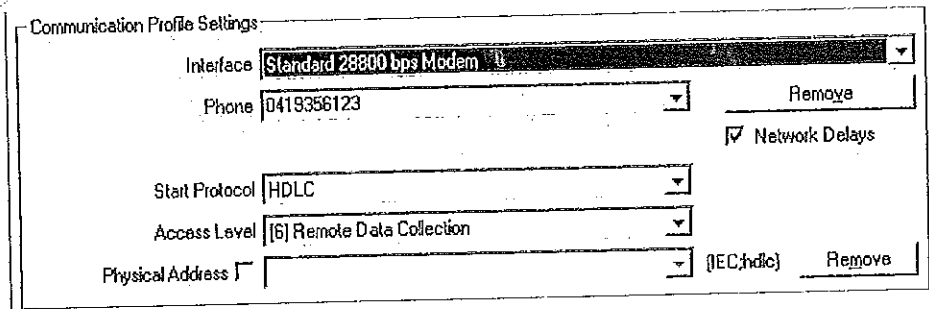 Communication Profile Settings
Interface Standard 28800 bps Modem
Phone 0419356123 Remove
Network Delays
Start Protocol HDLC
Access Level [6] Remote Data Collection
Physical Address (IEC;hdlc) Remove